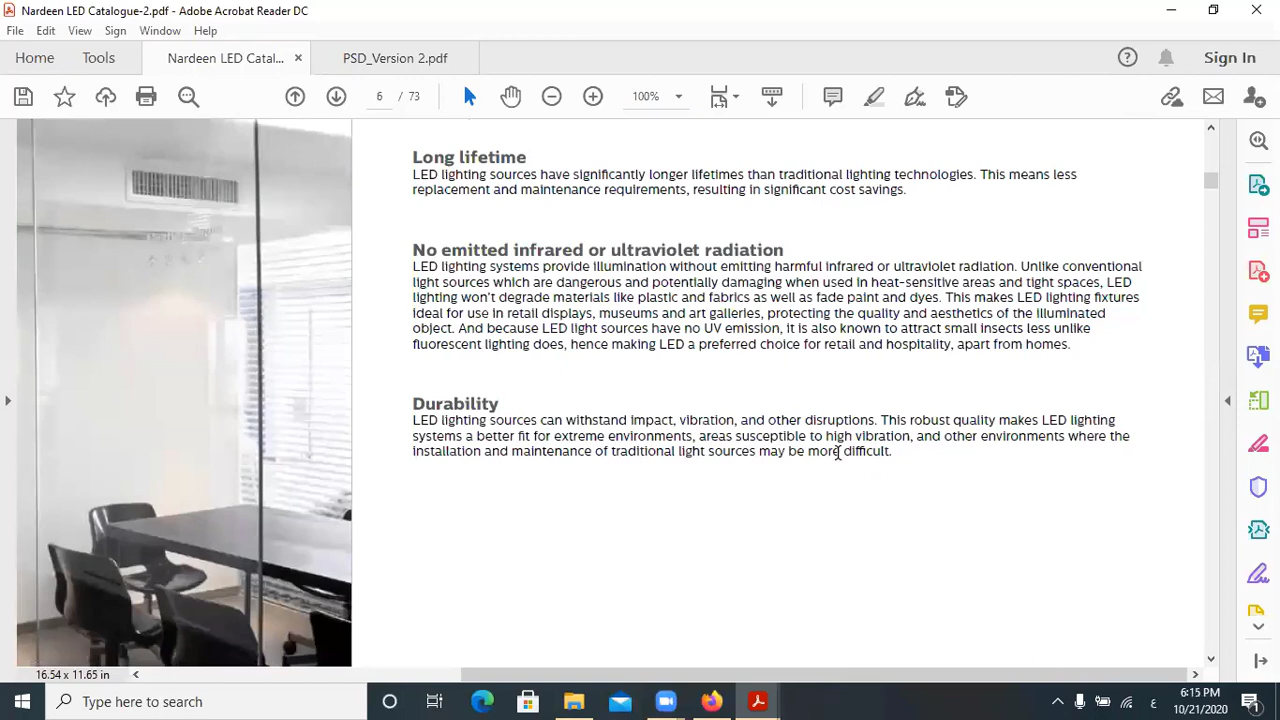 Nardeen LED Catalogue-2.pdf - Adobe Acrobat Reader DC
File Edit View Sign Window Help
Home Tools Nardeen LED Catal... × PSD_Version 2.pdf Sign In
6 / 73 100%
Long lifetime
LED lighting sources have significantly longer lifetimes than traditional lighting technologies. This means less
replacement and maintenance requirements, resulting in significant cost savings.
No emitted infrared or ultraviolet radiation
LED lighting systems provide illumination without emitting harmful infrared or ultraviolet radiation. Unlike conventional
light sources which are dangerous and potentially damaging when used in heat-sensitive areas and tight spaces, LED
lighting won't degrade materials like plastic and fabrics as well as fade paint and dyes. This makes LED lighting fixtures
ideal for use in retail displays, museums and art galleries, protecting the quality and aesthetics of the illuminated
object. And because LED light sources have no UV emission, it is also known to attract small insects less unlike
fluorescent lighting does, hence making LED a preferred choice for retail and hospitality, apart from homes.
Durability
LED lighting sources can withstand impact, vibration, and other disruptions. This robust quality makes LED lighting
systems a better fit for extreme environments, areas susceptible to high vibration, and other environments where the
installation and maintenance of traditional light sources may be more difficult.
16.54 x 11.65 in
Type here to search
ع
6:15 PM
10/21/2020
1